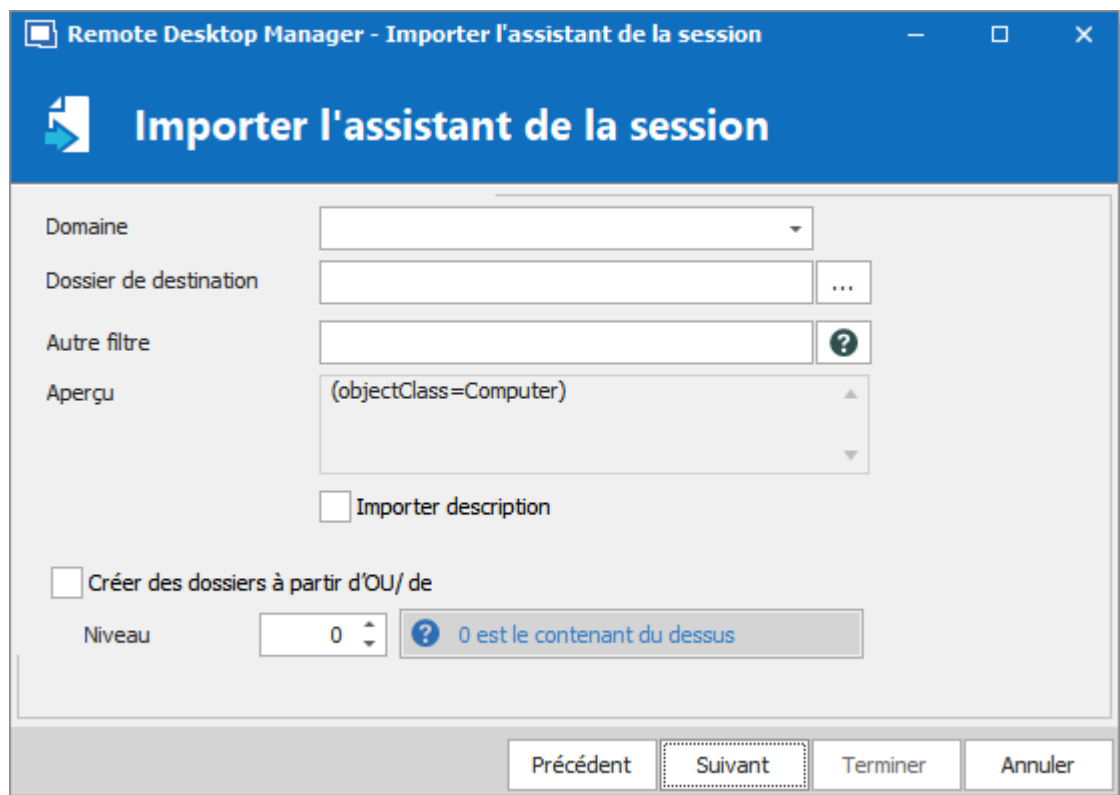 Remote Desktop Manager - Importer l'assistant de la session
Importer l'assistant de la session
Domaine
Dossier de destination
...
Autre filtre
Aperçu
(objectClass=Computer)
Importer description
Créer des dossiers à partir d’OU/ de
Niveau
0
0 est le contenant du dessus
Précédent
Suivant
Terminer
Annuler